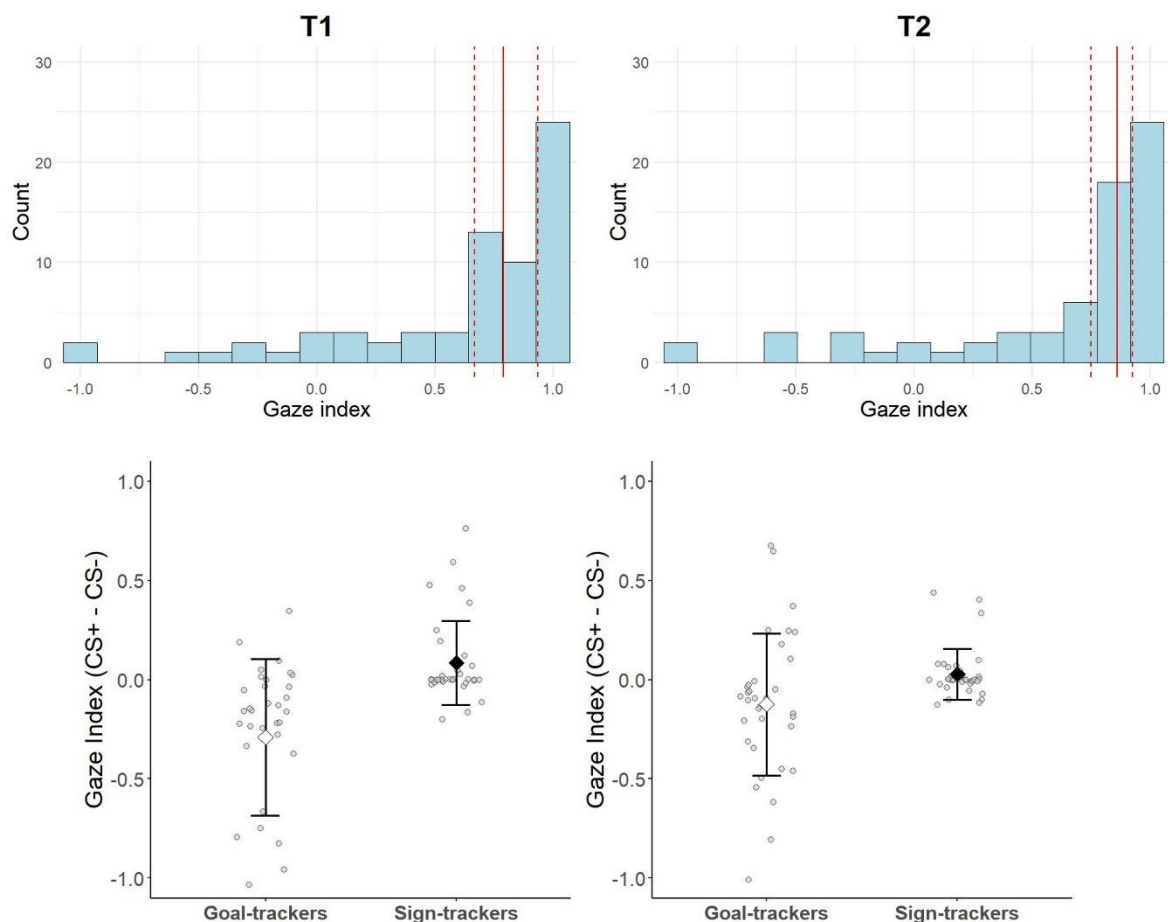 T1
30
20
10
0
Count
-1.0 -0.5 0.0 0.5 1.0
Gaze index
T2
30
20
10
0
Count
-1.0 -0.5 0.0 0.5 1.0
Gaze index
1.0
0.5
0.0
-0.5
-1.0
Gaze Index (CS+ - CS-)
Goal-trackers Sign-trackers
1.0
0.5
0.0
-0.5
-1.0
Gaze Index (CS+ - CS-)
Goal-trackers Sign-trackers